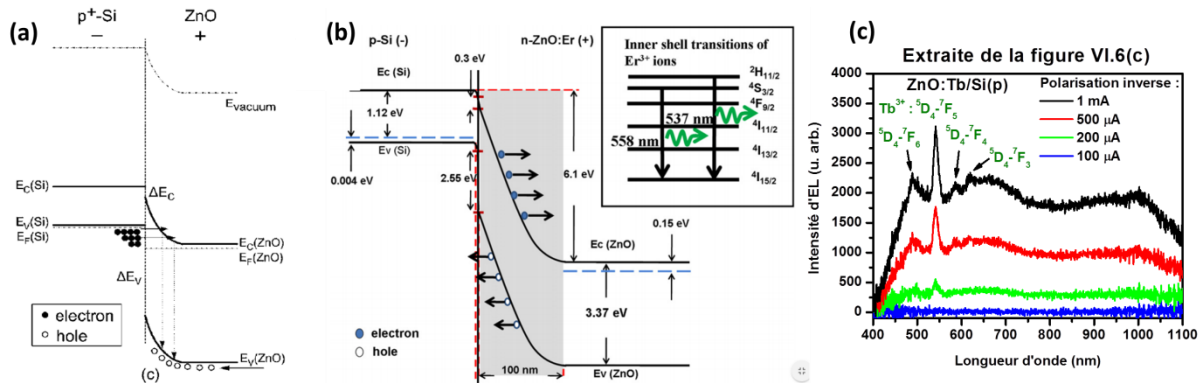 (a)
p⁺-Si
ZnO
−
+
E_vacuum
E_C(Si)
ΔE_C
E_V(Si)
E_F(Si)
E_C(ZnO)
E_F(ZnO)
ΔE_V
electron
hole
E_V(ZnO)
(c)
(b)
p-Si (-)
n-ZnO:Er (+)
0.3 eV
Ec (Si)
1.12 eV
Ev (Si)
0.004 eV
2.55 eV
6.1 eV
0.15 eV
Ec (ZnO)
3.37 eV
electron
hole
100 nm
Ev (ZnO)
Inner shell transitions of
Er³⁺ ions
²H₁₁/₂
⁴S₃/₂
⁴F₉/₂
537 nm
⁴I₁₁/₂
558 nm
⁴I₁₃/₂
⁴I₁₅/₂
(c)
Extraite de la figure VI.6(c)
ZnO:Tb/Si(p)
Polarisation inverse :
1 mA
500 µA
200 µA
100 µA
Tb³⁺ : ⁵D₄-⁷F₅
⁵D₄-⁷F₆
⁵D₄-⁷F₄
⁵D₄-⁷F₃
Intensité d'EL (u. arb.)
4000
3500
3000
2500
2000
1500
1000
500
0
400 500 600 700 800 900 1000 1100
Longueur d'onde (nm)